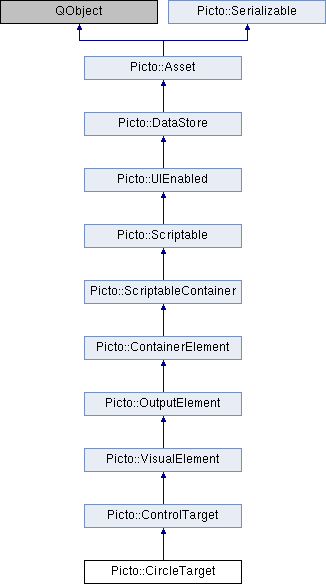 QObject
Picto::Serializable
Picto::Asset
Picto::DataStore
Picto::UIEnabled
Picto::Scriptable
Picto::ScriptableContainer
Picto::ContainerElement
Picto::OutputElement
Picto::VisualElement
Picto::ControlTarget
Picto::CircleTarget